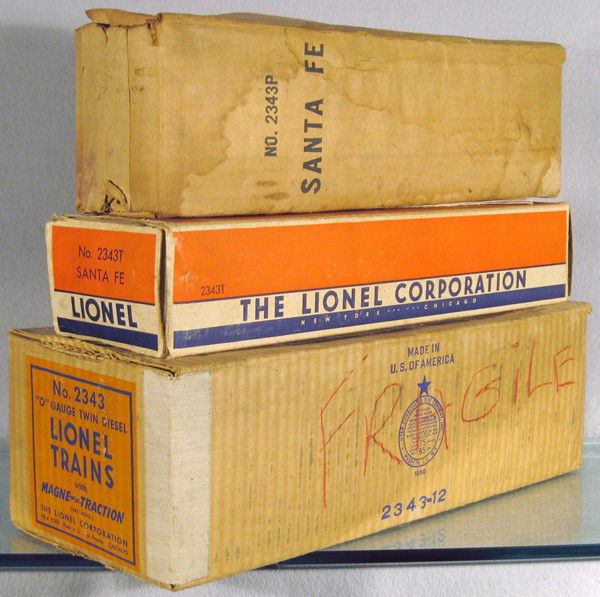 NO. 2343P
SANTA FE
No. 2343T
SANTA FE
LIONEL
2343T
THE LIONEL CORPORATION
NEW YORK CHICAGO
No. 2343
"O" GAUGE TWIN DIESEL
LIONEL
TRAINS
with
MAGNE-TRACTION
THE LIONEL CORPORATION
MADE IN
U.S. OF AMERICA
FRAGILE
2343-12